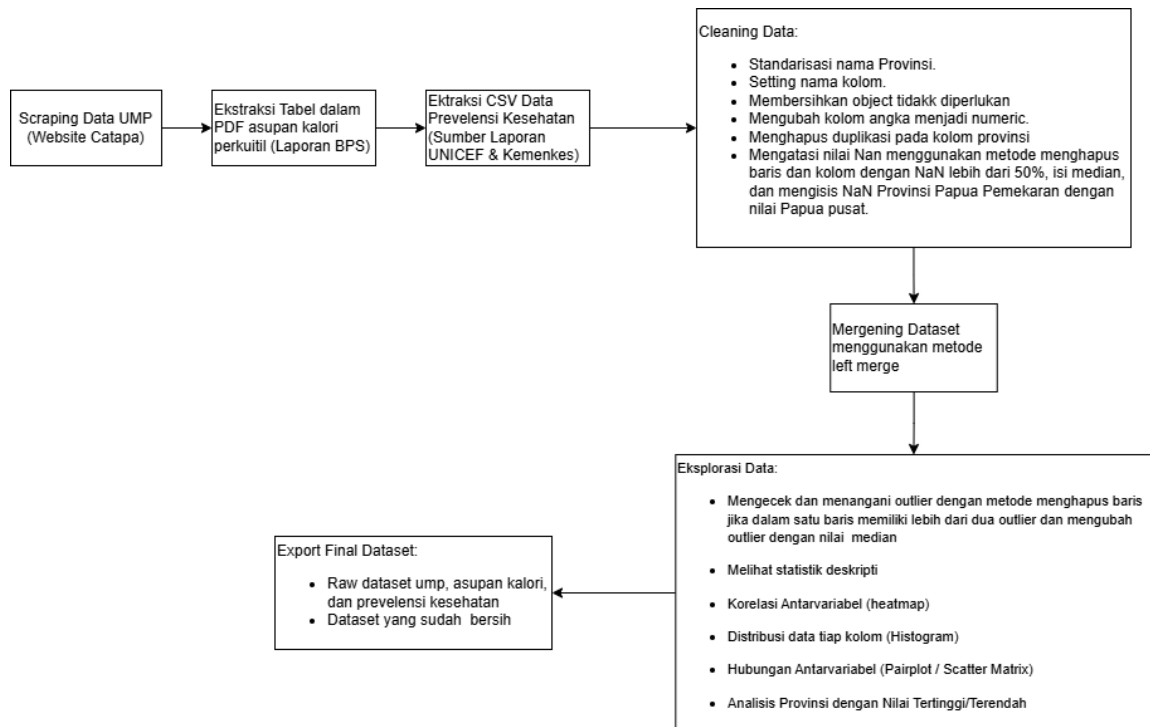 Scraping Data UMP
(Website Catapa)
Ekstraksi Tabel dalam
PDF asupan kalori
perkuitil (Laporan BPS)
Ektraksi CSV Data
Prevelensi Kesehatan
(Sumber Laporan
UNICEF & Kemenkes)
Cleaning Data:
• Standarisasi nama Provinsi.
• Setting nama kolom.
• Membersihkan object tidakk diperlukan
• Mengubah kolom angka menjadi numeric.
• Menghapus duplikasi pada kolom provinsi
• Mengatasi nilai Nan menggunakan metode menghapus
baris dan kolom dengan NaN lebih dari 50%, isi median,
dan mengisis NaN Provinsi Papua Pemekaran dengan
nilai Papua pusat.
Mergening Dataset
menggunakan metode
left merge
Eksplorasi Data:
• Mengecek dan menangani outlier dengan metode menghapus baris
jika dalam satu baris memiliki lebih dari dua outlier dan mengubah
outlier dengan nilai median
• Melihat statistik deskripti
• Korelasi Antarvariabel (heatmap)
• Distribusi data tiap kolom (Histogram)
• Hubungan Antarvariabel (Pairplot / Scatter Matrix)
• Analisis Provinsi dengan Nilai Tertinggi/Terendah
Export Final Dataset:
• Raw dataset ump, asupan kalori,
dan prevelensi kesehatan
• Dataset yang sudah bersih